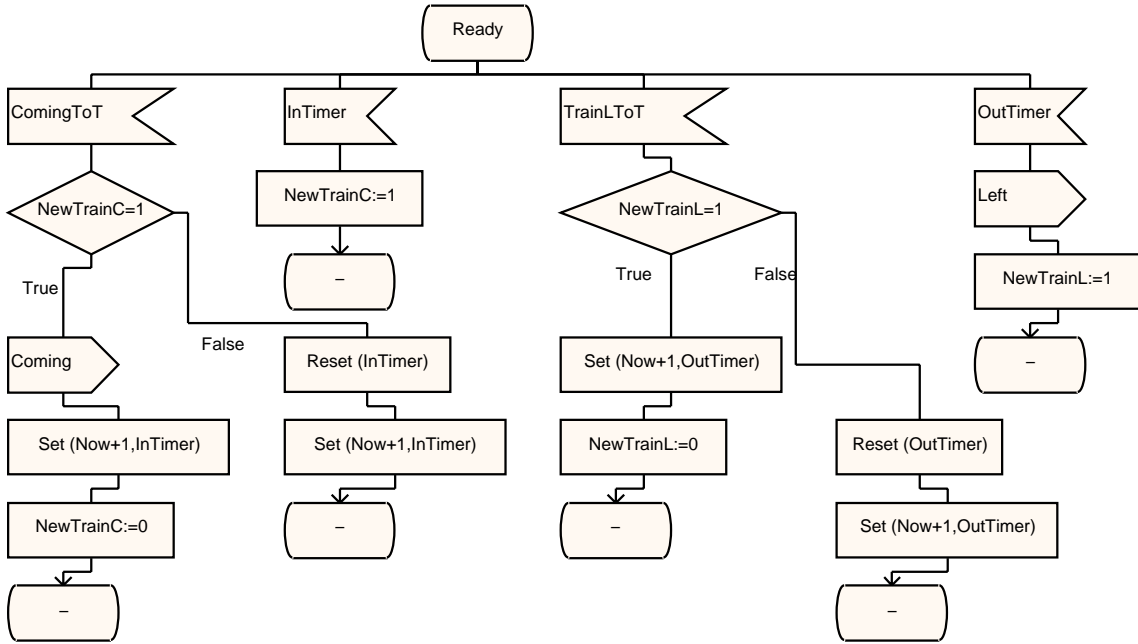 Ready
ComingToT
InTimer
TrainLToT
OutTimer
NewTrainC=1
NewTrainC:=1
NewTrainL=1
Left
True
–
True
False
NewTrainL:=1
False
Coming
Reset (InTimer)
Set (Now+1,OutTimer)
–
Set (Now+1,InTimer)
Set (Now+1,InTimer)
NewTrainL:=0
Reset (OutTimer)
NewTrainC:=0
–
–
Set (Now+1,OutTimer)
–
–